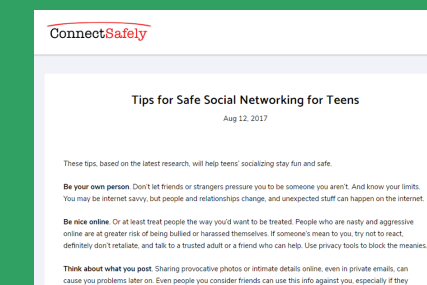 ConnectSafely
Tips for Safe Social Networking for Teens
Aug 12, 2017
These tips, based on the latest research, will help teens' socializing stay fun and safe.
Be your own person. Don't let friends or strangers pressure you to be someone you aren't. And know your limits.
You may be internet savvy, but people and relationships change, and unexpected stuff can happen on the internet.
Be nice online. Or at least treat people the way you'd want to be treated. People who are nasty and aggressive
online are at greater risk of being bullied or harassed themselves. If someone's mean to you, try not to react,
definitely don't retaliate, and talk to a trusted adult or a friend who can help. Use privacy tools to block the meanies.
Think about what you post. Sharing provocative photos or intimate details online, even in private emails, can
cause you problems later on. Even people you consider friends can use this info against you, especially if they